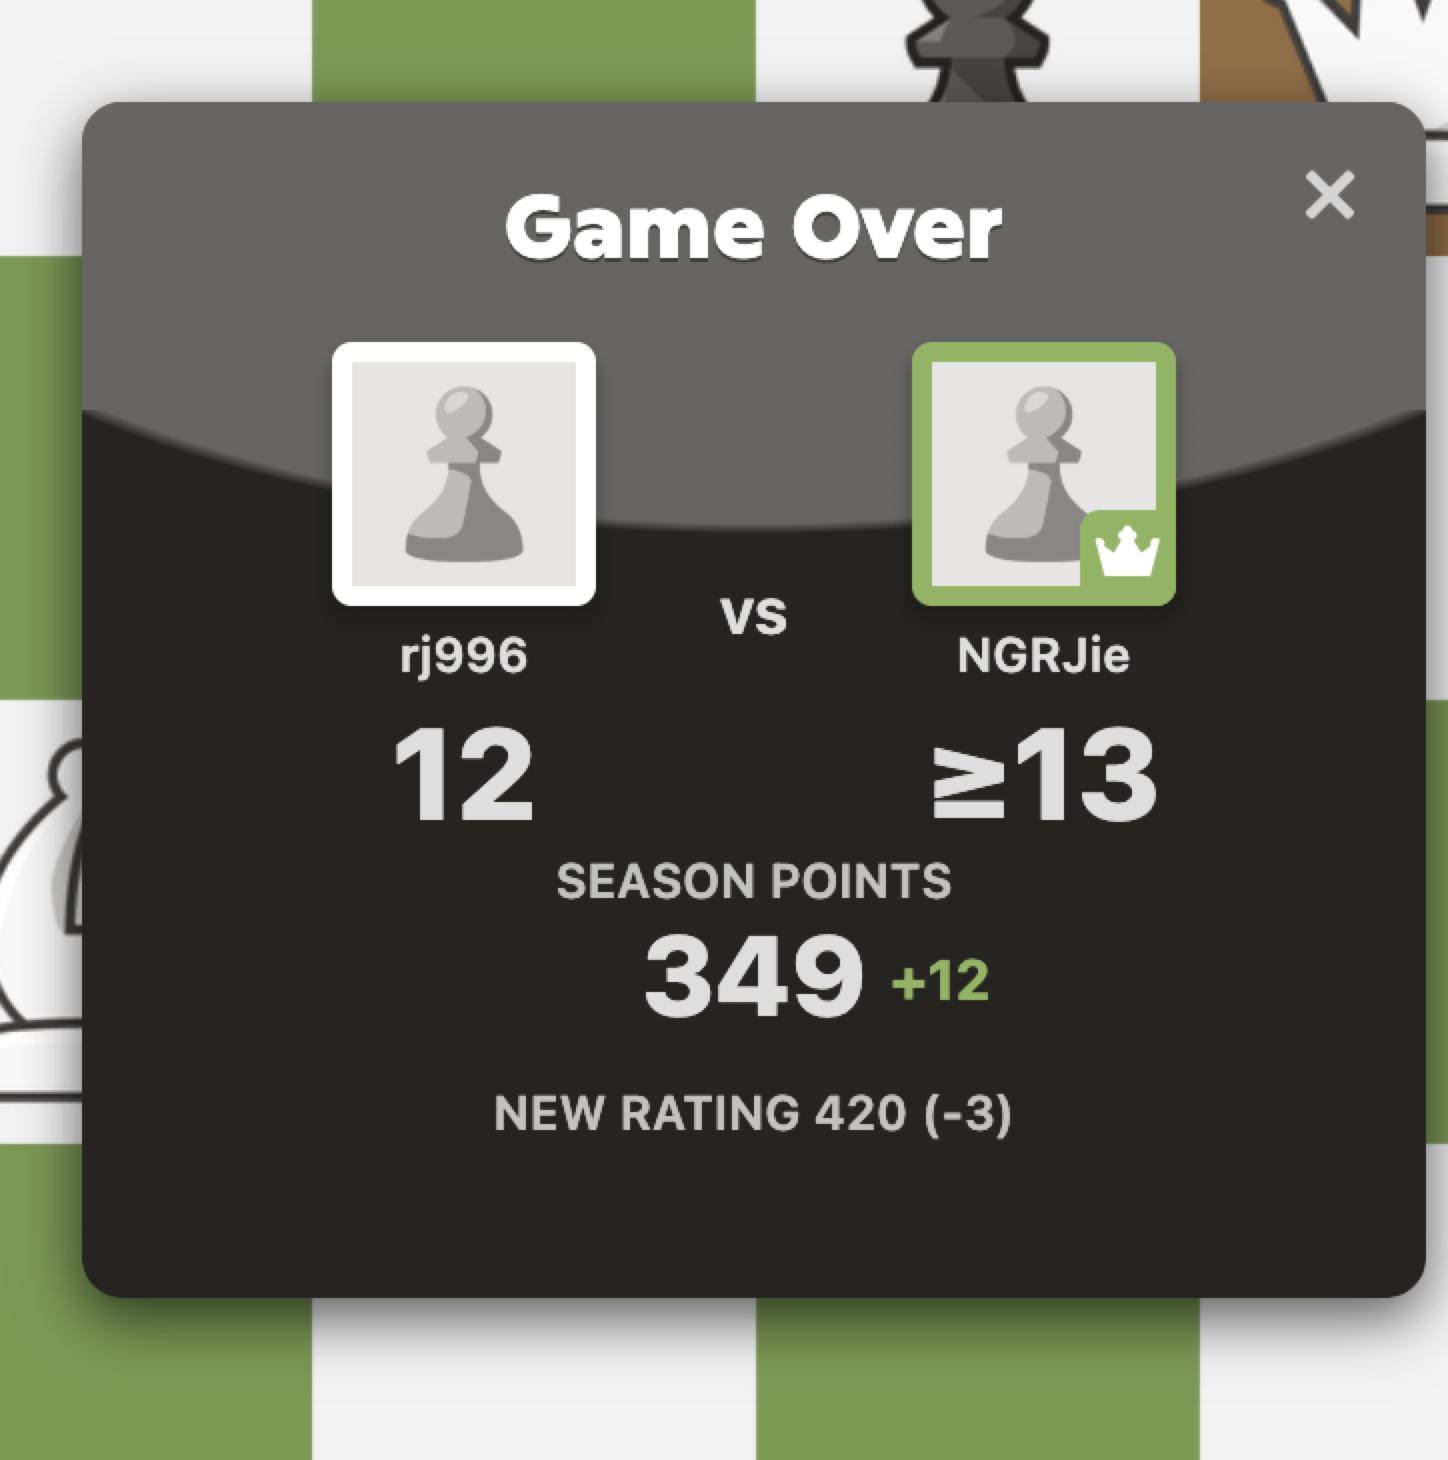 Game Over
vs
rj996 NGRJie
12 ≥13
SEASON POINTS
349 +12
NEW RATING 420 (-3)